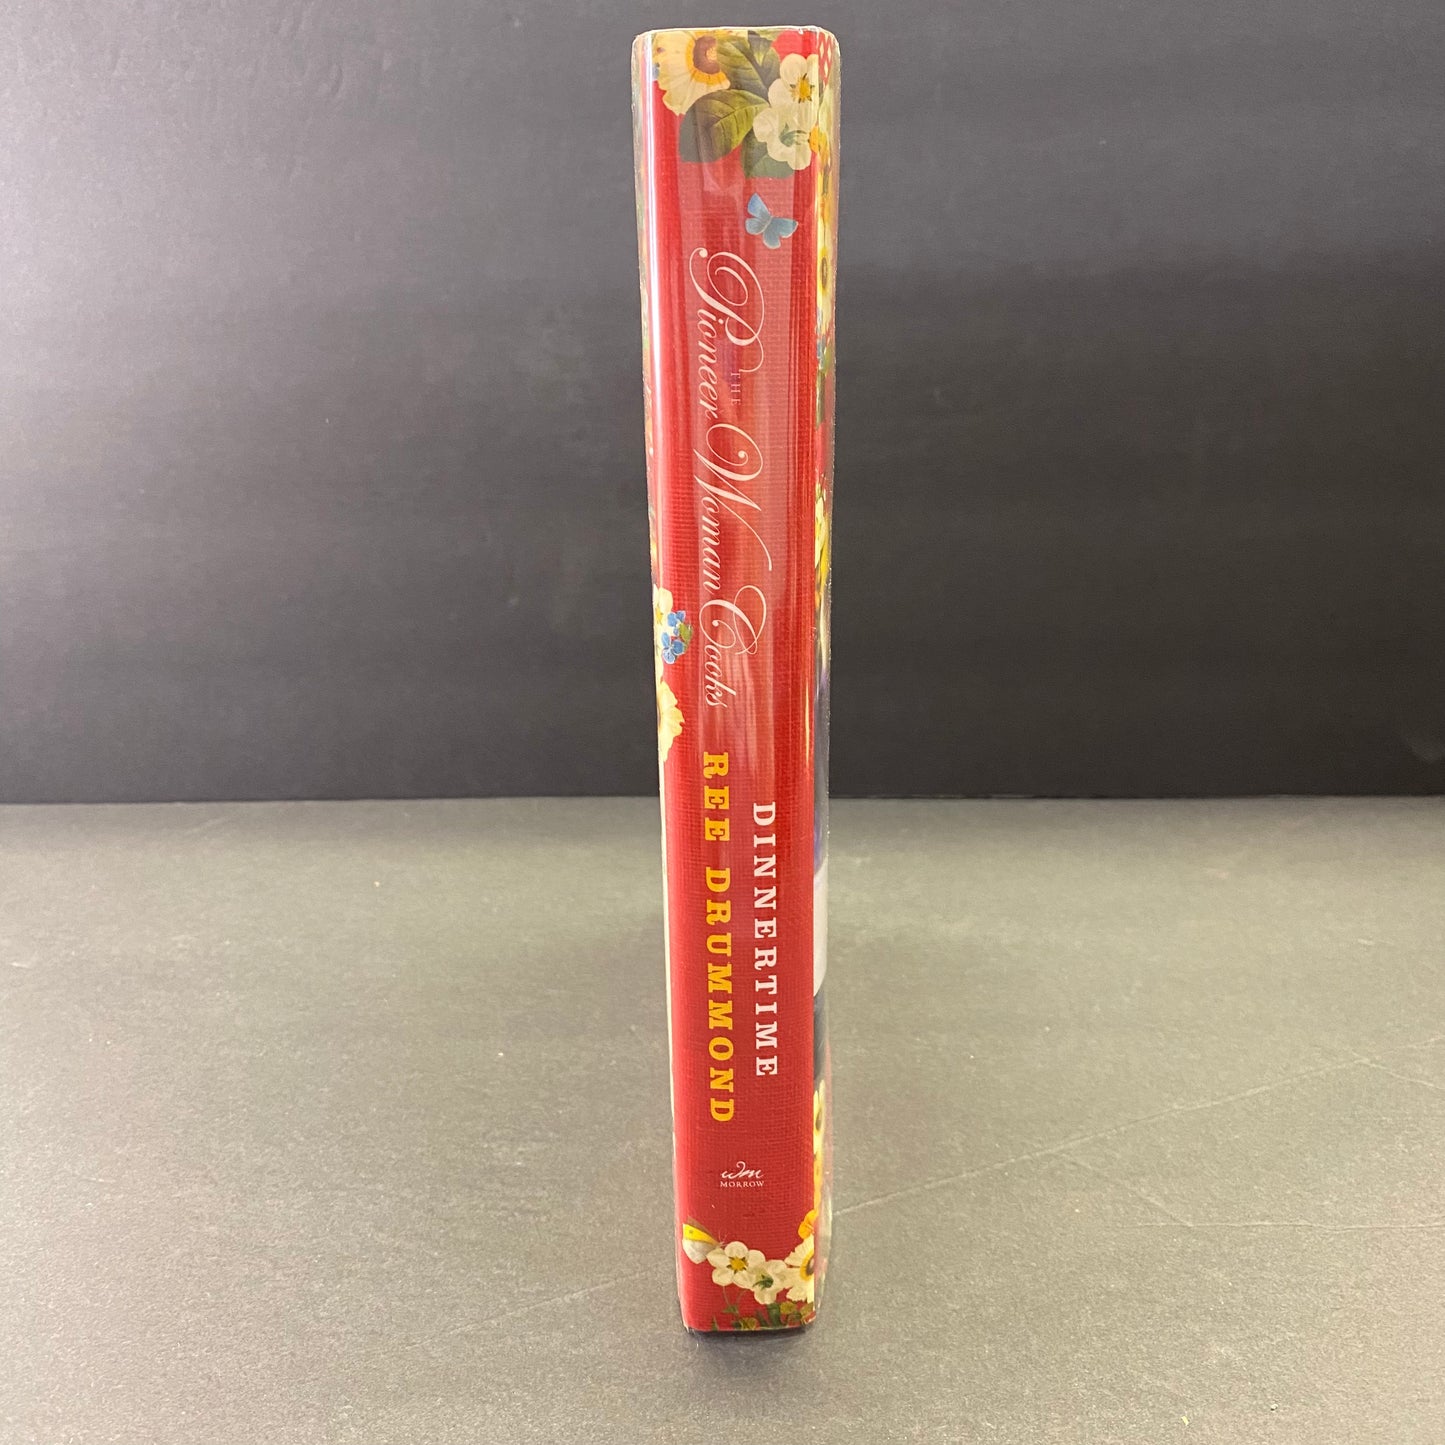 THE
Pioneer Woman Cooks
DINNERTIME
REE DRUMMOND
wm
MORROW